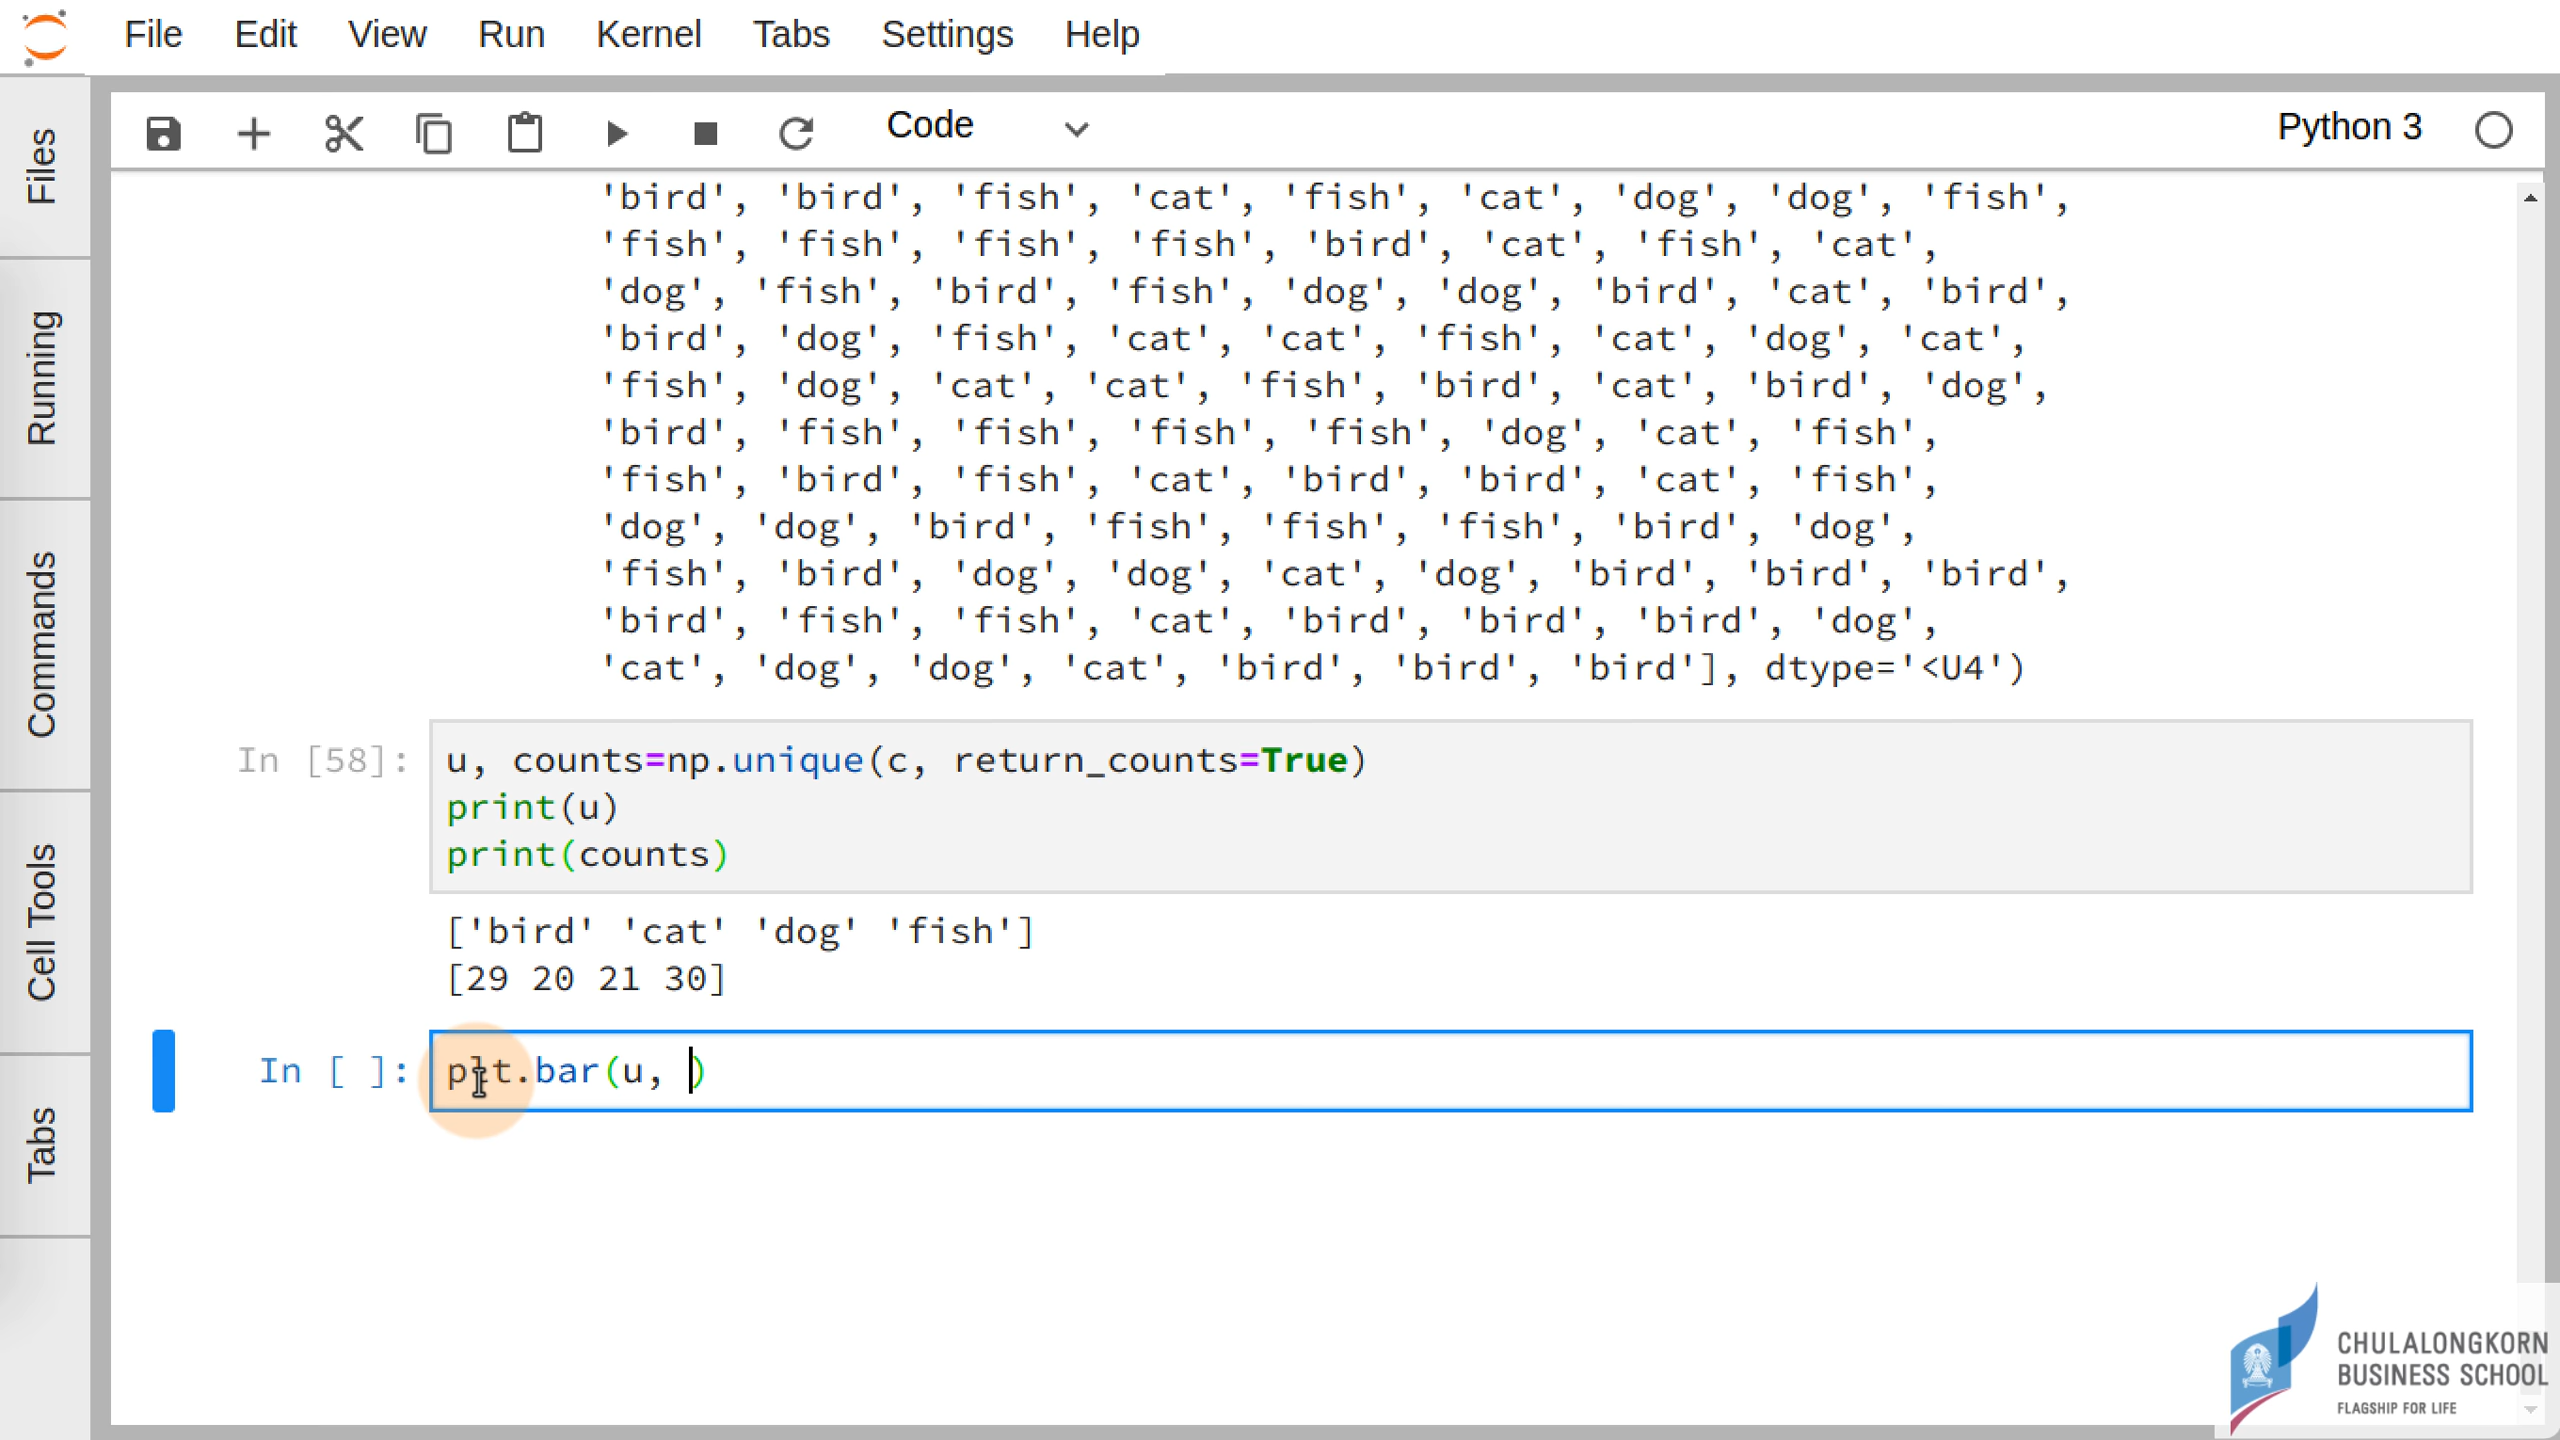 File Edit View Run Kernel Tabs Settings Help
Files
Running
Commands
Cell Tools
Tabs
Code
Python 3
'bird', 'bird', 'fish', 'cat', 'fish', 'cat', 'dog', 'dog', 'fish',
'fish', 'fish', 'fish', 'fish', 'bird', 'cat', 'fish', 'cat',
'dog', 'fish', 'bird', 'fish', 'dog', 'dog', 'bird', 'cat', 'bird',
'bird', 'dog', 'fish', 'cat', 'cat', 'fish', 'cat', 'dog', 'cat',
'fish', 'dog', 'cat', 'cat', 'fish', 'bird', 'cat', 'bird', 'dog',
'bird', 'fish', 'fish', 'fish', 'fish', 'dog', 'cat', 'fish',
'fish', 'bird', 'fish', 'cat', 'bird', 'bird', 'cat', 'fish',
'dog', 'dog', 'bird', 'fish', 'fish', 'fish', 'bird', 'dog',
'fish', 'bird', 'dog', 'dog', 'cat', 'dog', 'bird', 'bird', 'bird',
'bird', 'fish', 'fish', 'cat', 'bird', 'bird', 'bird', 'dog',
'cat', 'dog', 'dog', 'cat', 'bird', 'bird', 'bird'], dtype='<U4')
In [58]: u, counts=np.unique(c, return_counts=True)
print(u)
print(counts)
['bird' 'cat' 'dog' 'fish']
[29 20 21 30]
In [ ]: plt.bar(u, )
CHULALONGKORN
BUSINESS SCHOOL
FLAGSHIP FOR LIFE